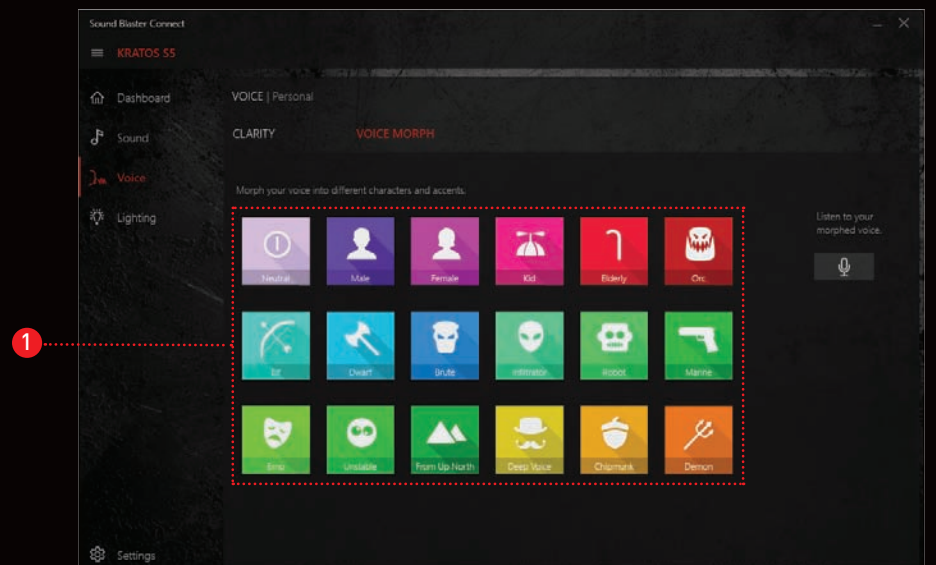 Sound Blaster Connect
KRATOS S5
Dashboard
Sound
Voice
Lighting
Settings
VOICE | Personal
CLARITY VOICE MORPH
Morph your voice into different characters and accents.
1
Neutral Male Female Kid Elderly Orc
Elf Dwarf Brute Infiltrator Robot Marine
Emo Unstable From Up North Deep Voice Chipmunk Demon
Listen to your
morphed voice.